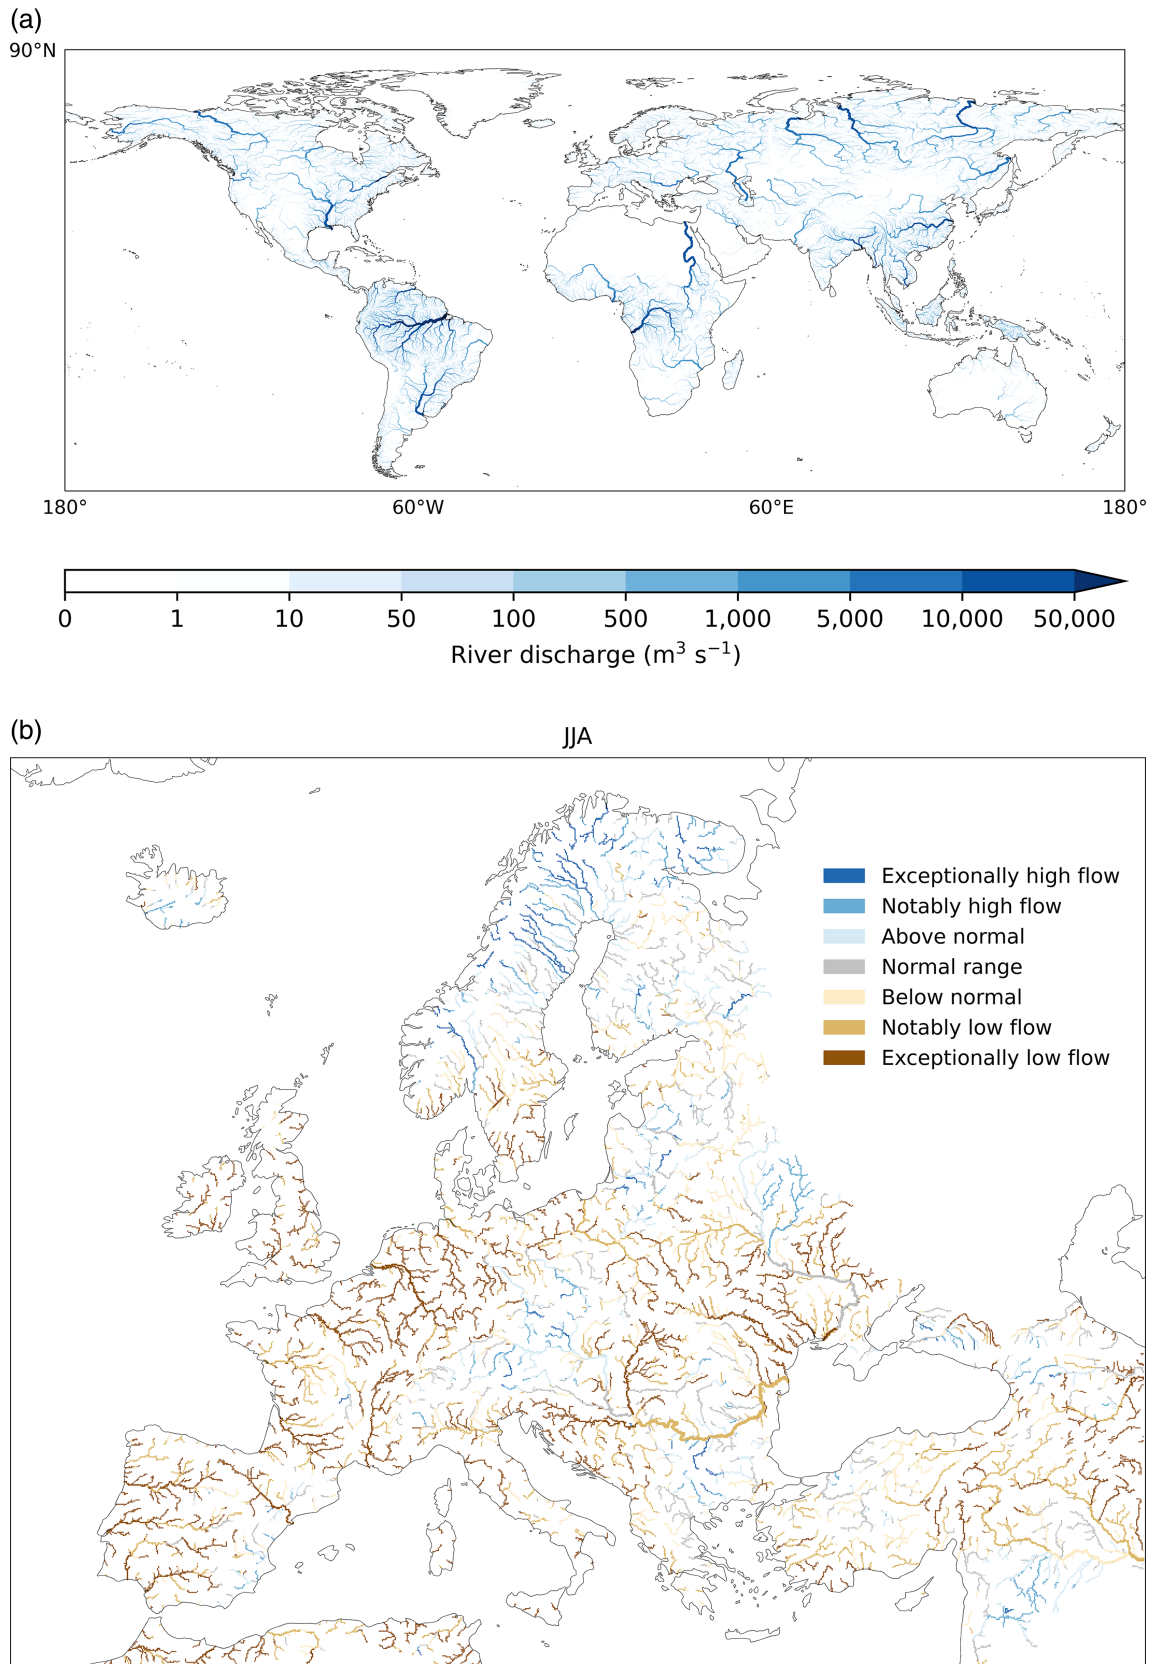 (a)
90°N
180° 60°W 60°E 180°
0 1 10 50 100 500 1,000 5,000 10,000 50,000
River discharge (m³ s⁻¹)
(b)
JJA
Exceptionally high flow
Notably high flow
Above normal
Normal range
Below normal
Notably low flow
Exceptionally low flow